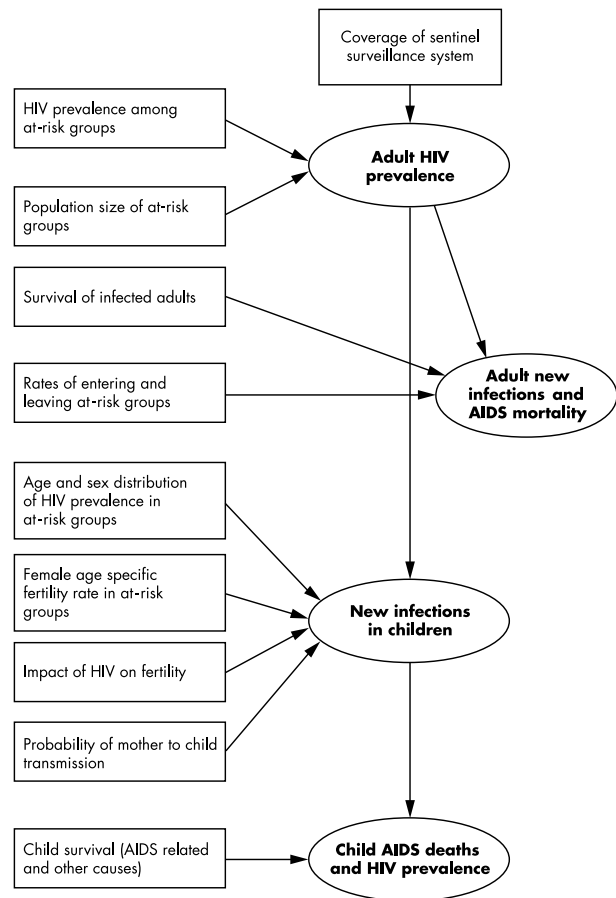 Coverage of sentinel
surveillance system
HIV prevalence among
at-risk groups
Adult HIV
prevalence
Population size of at-risk
groups
Survival of infected adults
Rates of entering and
leaving at-risk groups
Adult new
infections and
AIDS mortality
Age and sex distribution
of HIV prevalence in
at-risk groups
Female age specific
fertility rate in at-risk
groups
New infections
in children
Impact of HIV on fertility
Probability of mother to child
transmission
Child survival (AIDS related
and other causes)
Child AIDS deaths
and HIV prevalence